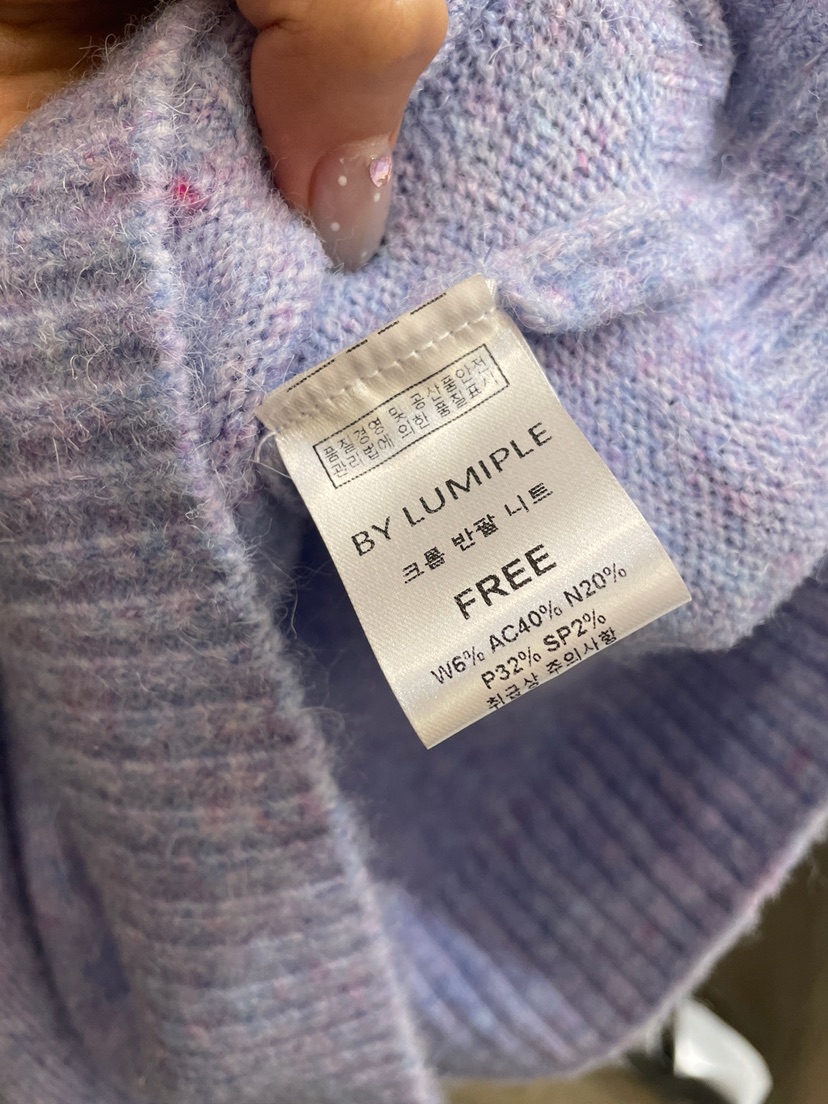 품질경영 및 공산품안전
관리법에 의한 품질표시
BY LUMIPLE
크롭 반팔 니트
FREE
W6% AC40% N20%
P32% SP2%
취급상 주의사항